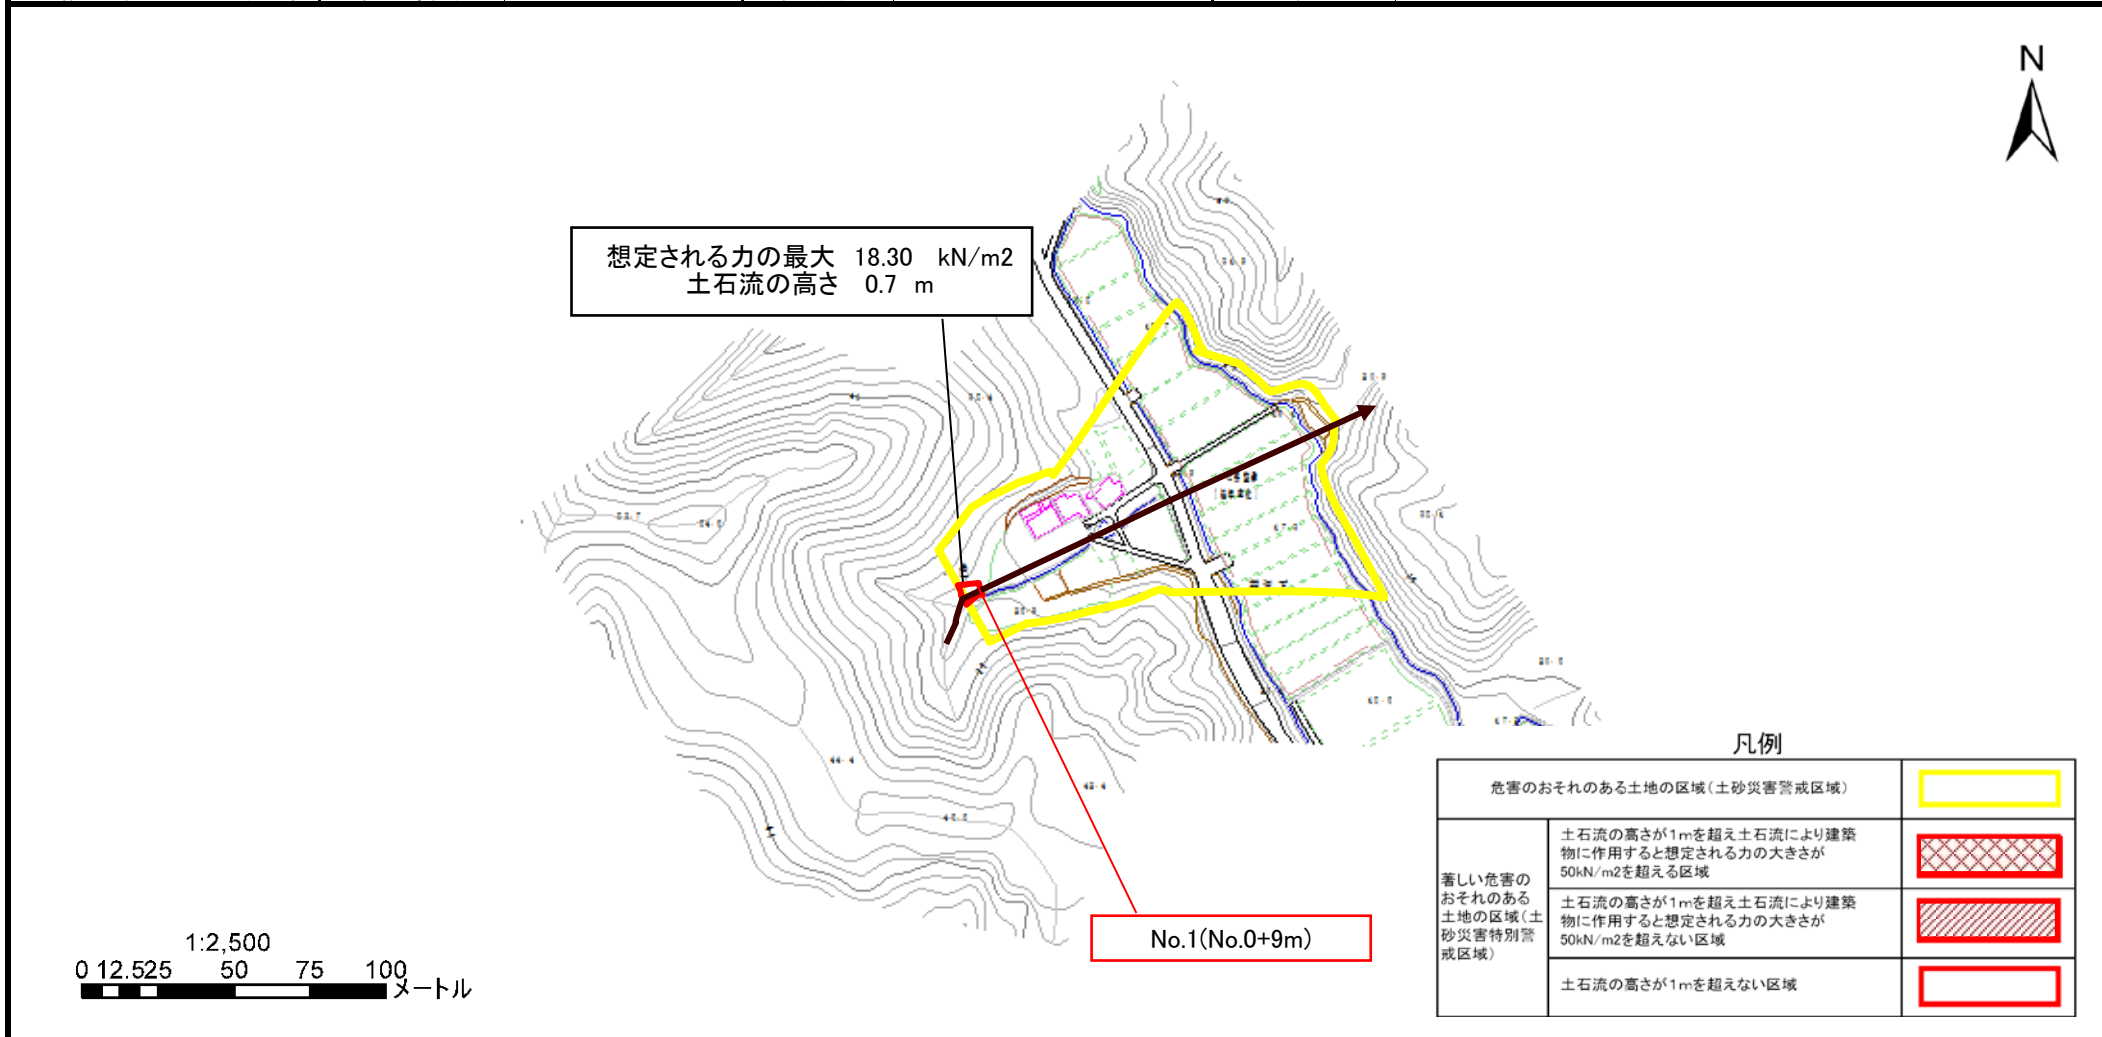 N
想定される力の最大 18.30 kN/m2
土石流の高さ 0.7 m
No.1(No.0+9m)
1:2,500
0 12.525 50 75 100
メートル
凡例
危害のおそれのある土地の区域(土砂災害警戒区域)
著しい危害の
おそれのある
土地の区域(土
砂災害特別警
戒区域)
土石流の高さが1mを超え土石流により建築
物に作用すると想定される力の大きさが
50kN/m2を超える区域
土石流の高さが1mを超え土石流により建築
物に作用すると想定される力の大きさが
50kN/m2を超えない区域
土石流の高さが1mを超えない区域